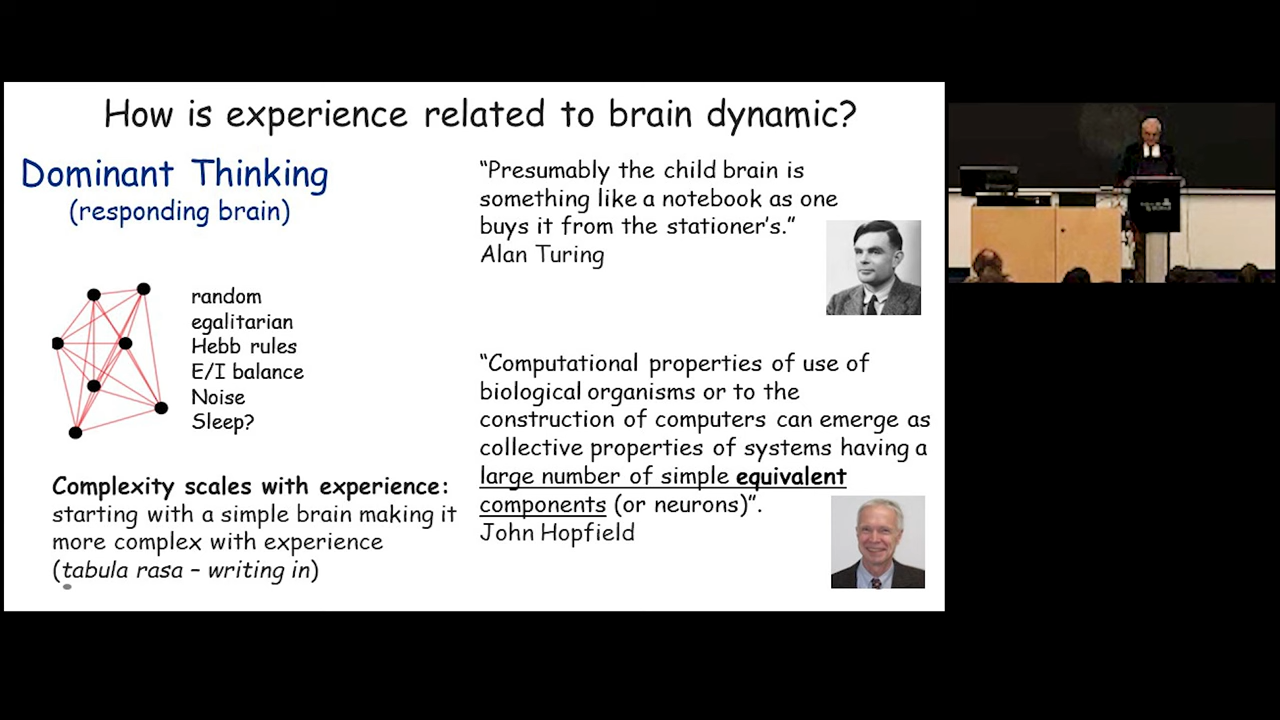 How is experience related to brain dynamic?
Dominant Thinking
(responding brain)
random
egalitarian
Hebb rules
E/I balance
Noise
Sleep?
Complexity scales with experience:
starting with a simple brain making it
more complex with experience
(tabula rasa – writing in)
“Presumably the child brain is
something like a notebook as one
buys it from the stationer’s.”
Alan Turing
“Computational properties of use of
biological organisms or to the
construction of computers can emerge as
collective properties of systems having a
large number of simple equivalent
components (or neurons)”.
John Hopfield